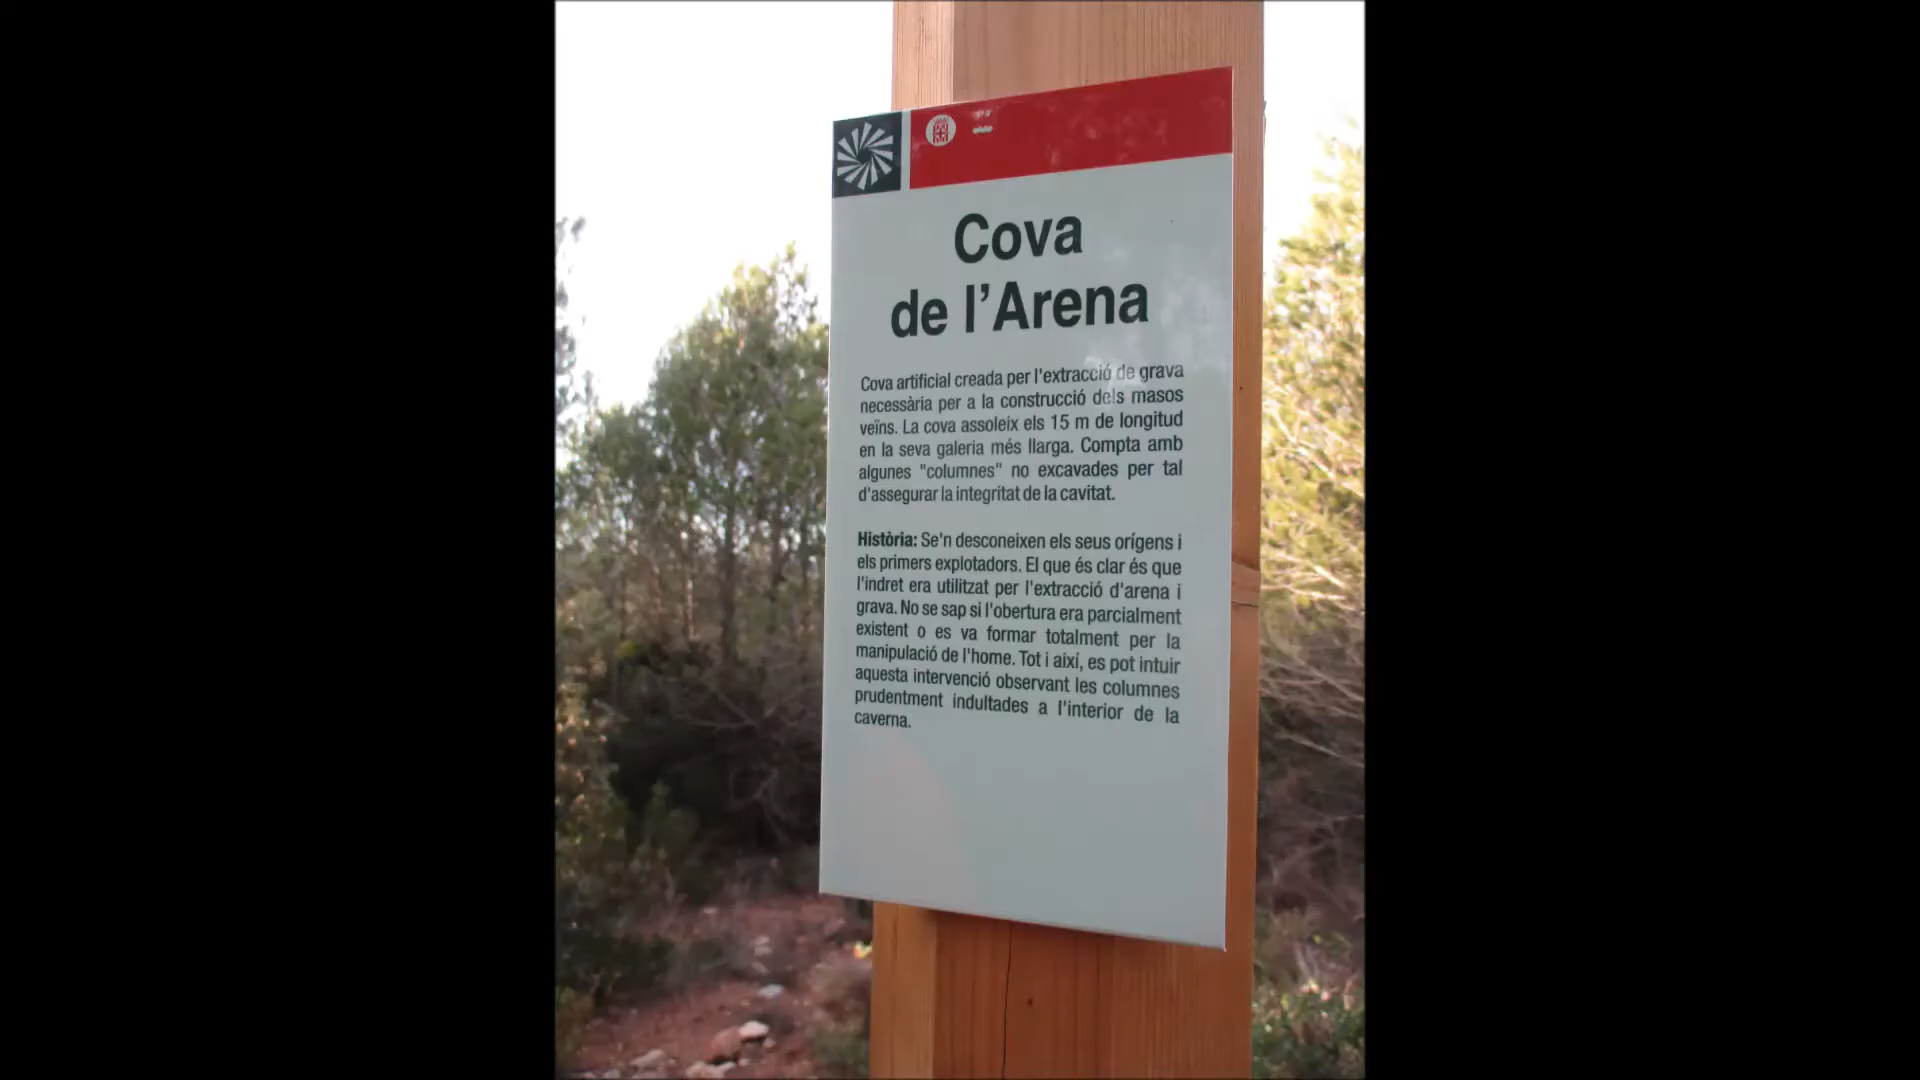 Cova
de l'Arena
Cova artificial creada per l'extracció de grava
necessària per a la construcció dels masos
veïns. La cova assoleix els 15 m de longitud
en la seva galeria més llarga. Compta amb
algunes "columnes" no excavades per tal
d'assegurar la integritat de la cavitat.
Història: Se'n desconeixen els seus orígens i
els primers explotadors. El que és clar és que
l'indret era utilitzat per l'extracció d'arena i
grava. No se sap si l'obertura era parcialment
existent o es va formar totalment per la
manipulació de l'home. Tot i així, es pot intuir
aquesta intervenció observant les columnes
prudentment indultades a l'interior de la
caverna.